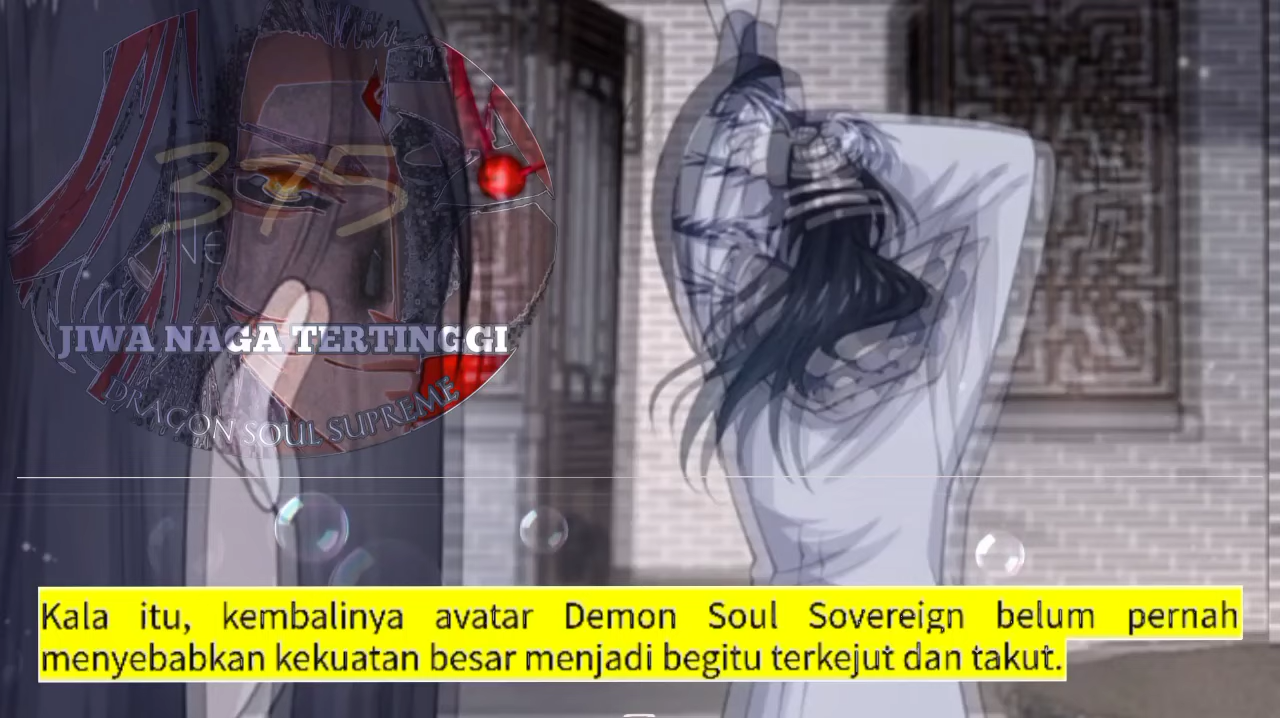 375
JIWA NAGA TERTINGGI
DRAGON SOUL SUPREME
Kala itu, kembalinya avatar Demon Soul Sovereign belum pernah
menyebabkan kekuatan besar menjadi begitu terkejut dan takut.